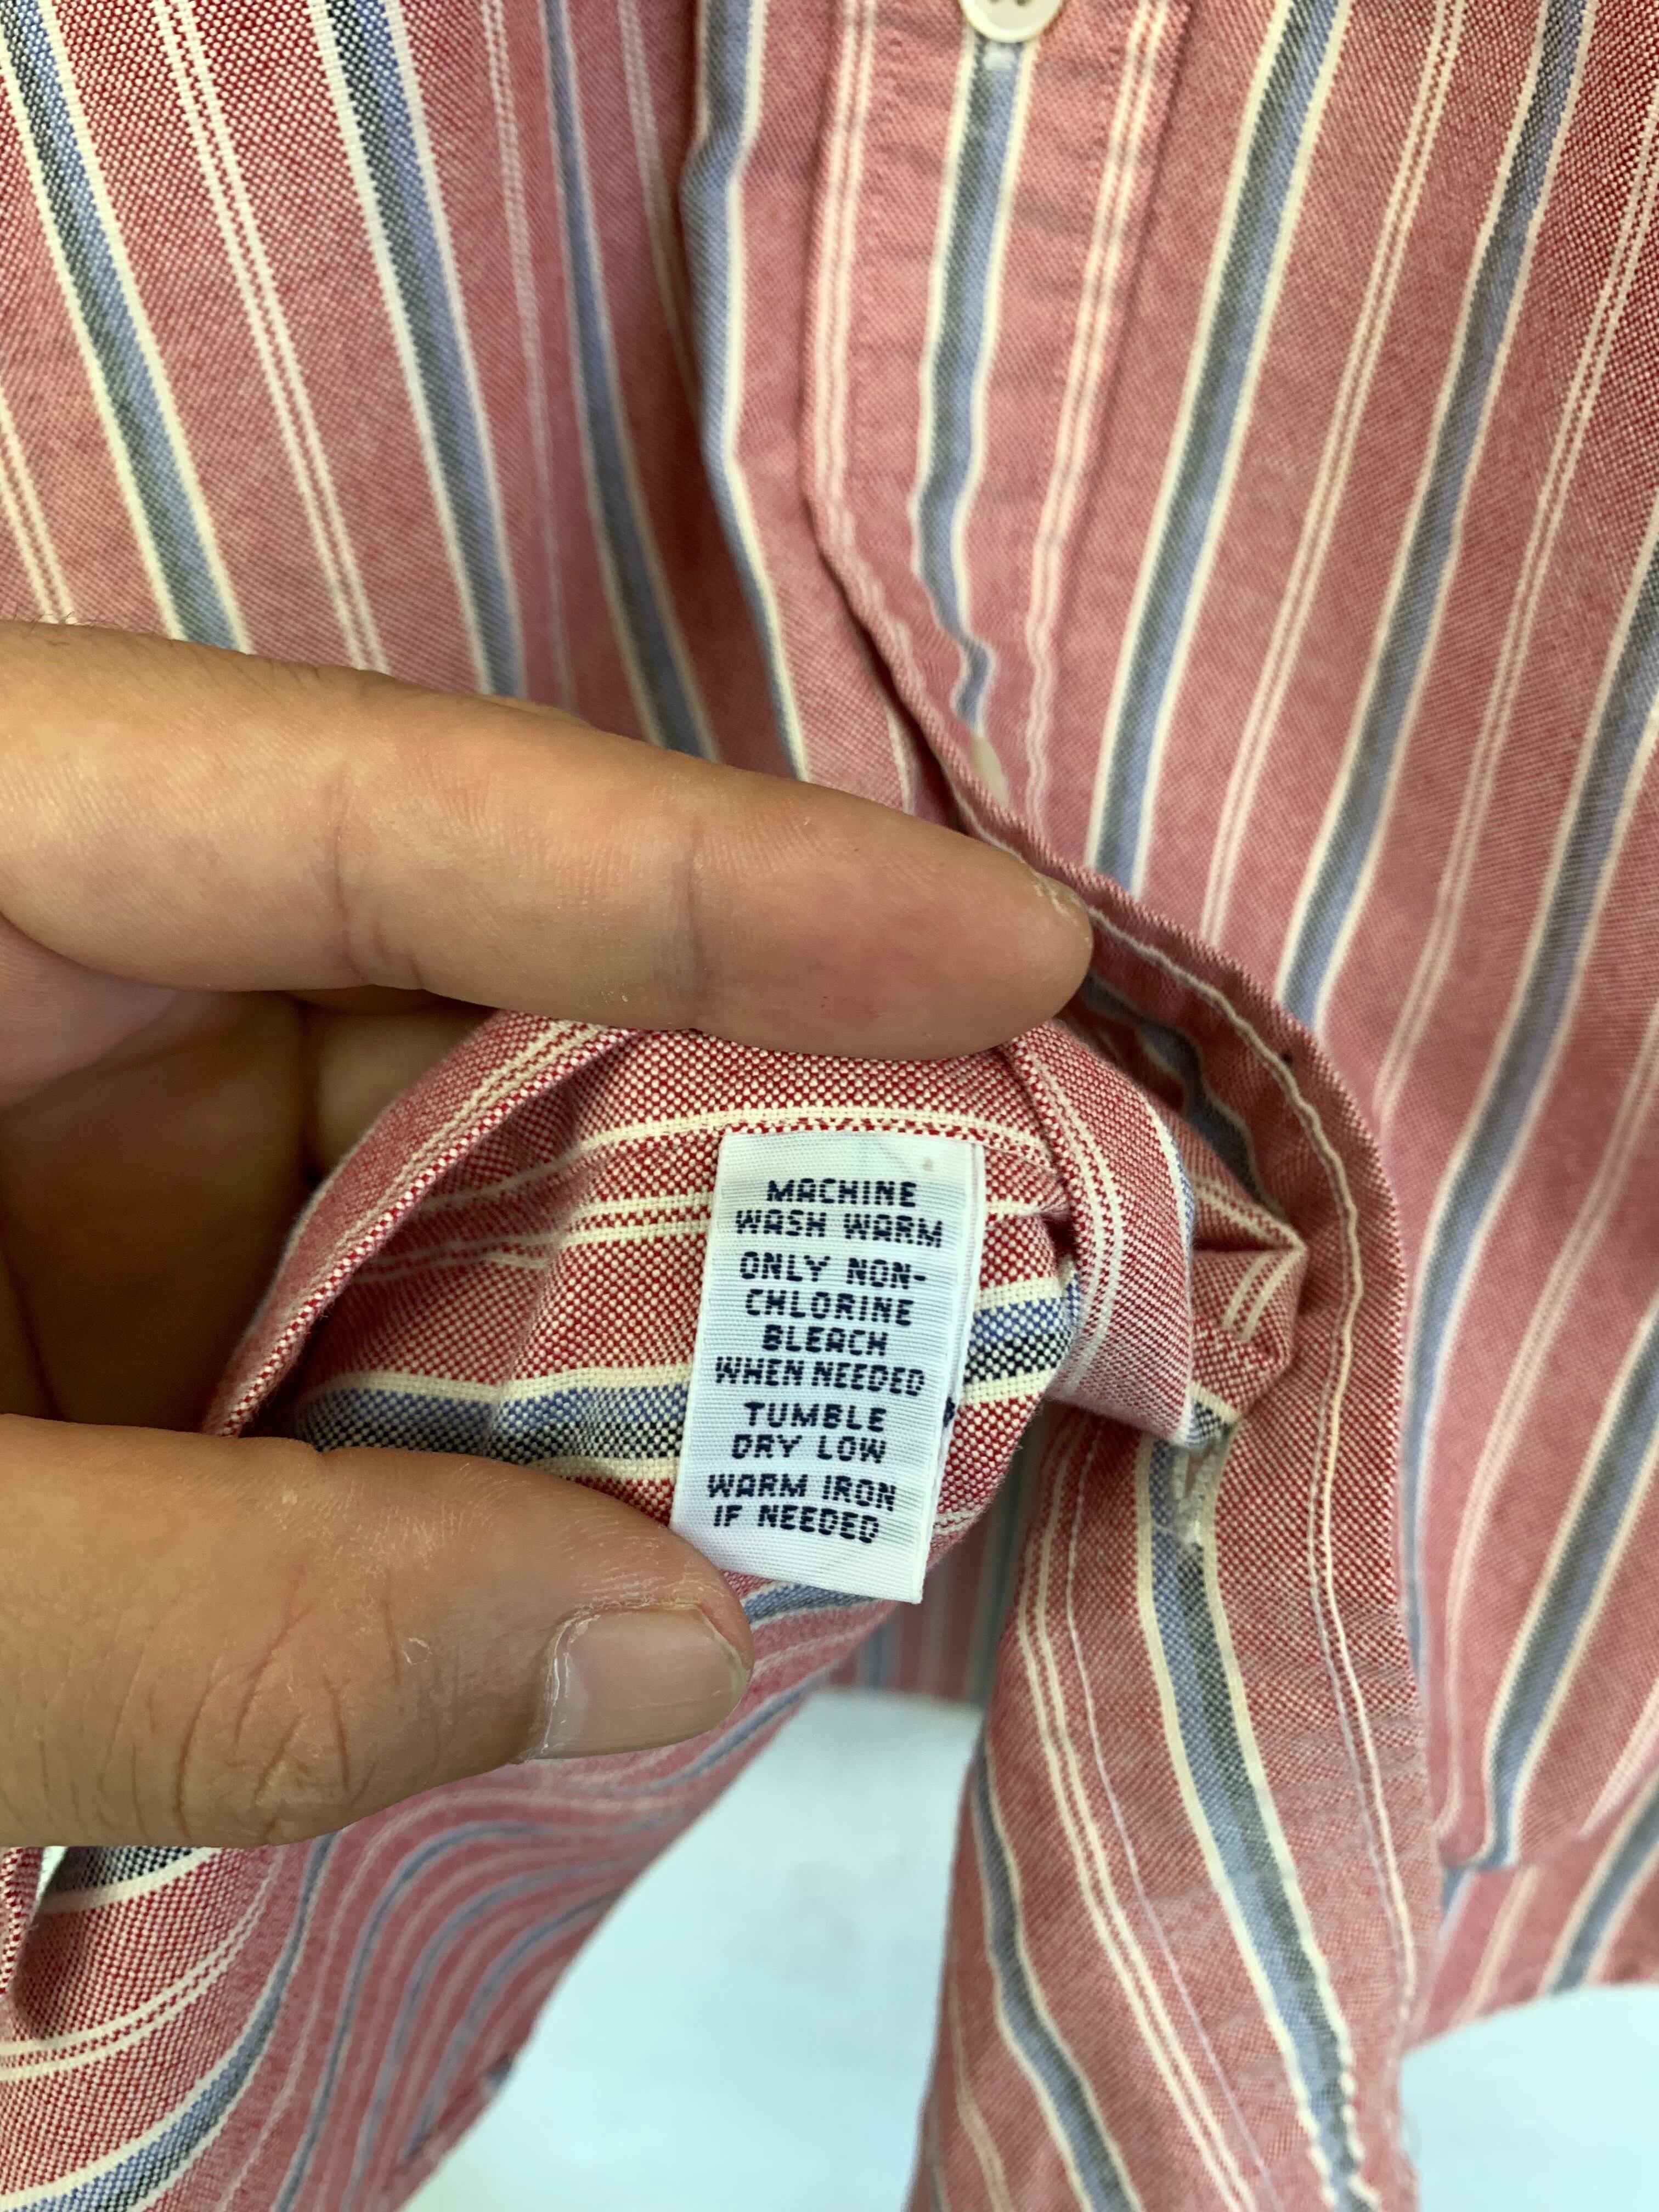 MACHINE
WASH WARM
ONLY NON-
CHLORINE
BLEACH
WHEN NEEDED
TUMBLE
DRY LOW
WARM IRON
IF NEEDED